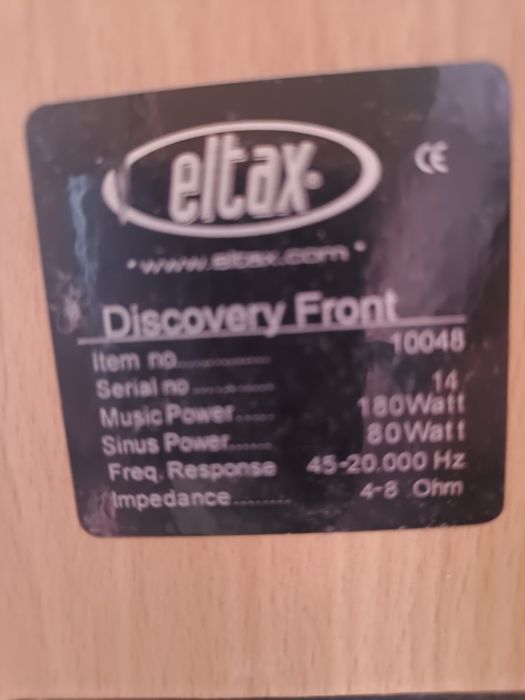 eltax
CE
• www.eltax.com •
Discovery Front
Item no............... 10048
Serial no ............ 14
Music Power..... 180Watt
Sinus Power...... 80Watt
Freq. Response 45-20.000 Hz
Impedance........ 4-8 Ohm